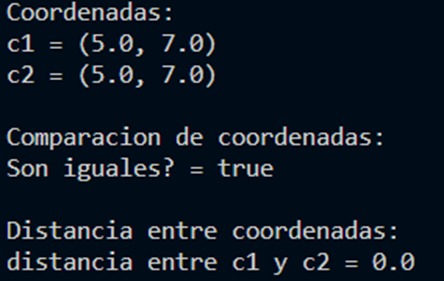 Coordenadas:
c1 = (5.0, 7.0)
c2 = (5.0, 7.0)
Comparacion de coordenadas:
Son iguales? = true
Distancia entre coordenadas:
distancia entre c1 y c2 = 0.0